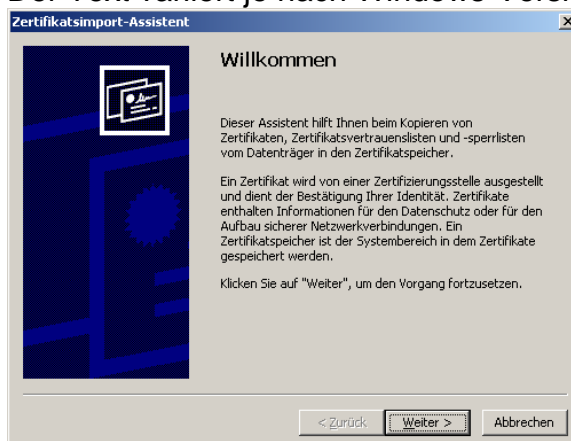 Zertifikatsimport-Assistent
Willkommen
Dieser Assistent hilft Ihnen beim Kopieren von
Zertifikaten, Zertifikatsvertrauenslisten und -sperrlisten
vom Datenträger in den Zertifikatspeicher.
Ein Zertifikat wird von einer Zertifizierungsstelle ausgestellt
und dient der Bestätigung Ihrer Identität. Zertifikate
enthalten Informationen für den Datenschutz oder für den
Aufbau sicherer Netzwerkverbindungen. Ein
Zertifikatspeicher ist der Systembereich in dem Zertifikate
gespeichert werden.
Klicken Sie auf "Weiter", um den Vorgang fortzusetzen.
< Zurück Weiter > Abbrechen